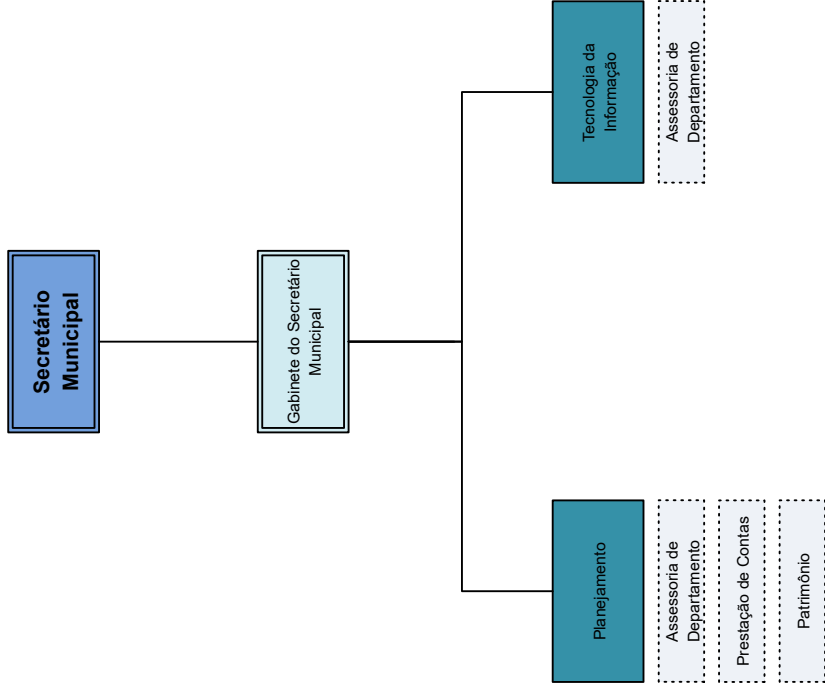 Secretário
Municipal
Gabinete do Secretário
Municipal
Planejamento
Assessoria de
Departamento
Prestação de Contas
Patrimônio
Tecnologia da
Informação
Assessoria de
Departamento